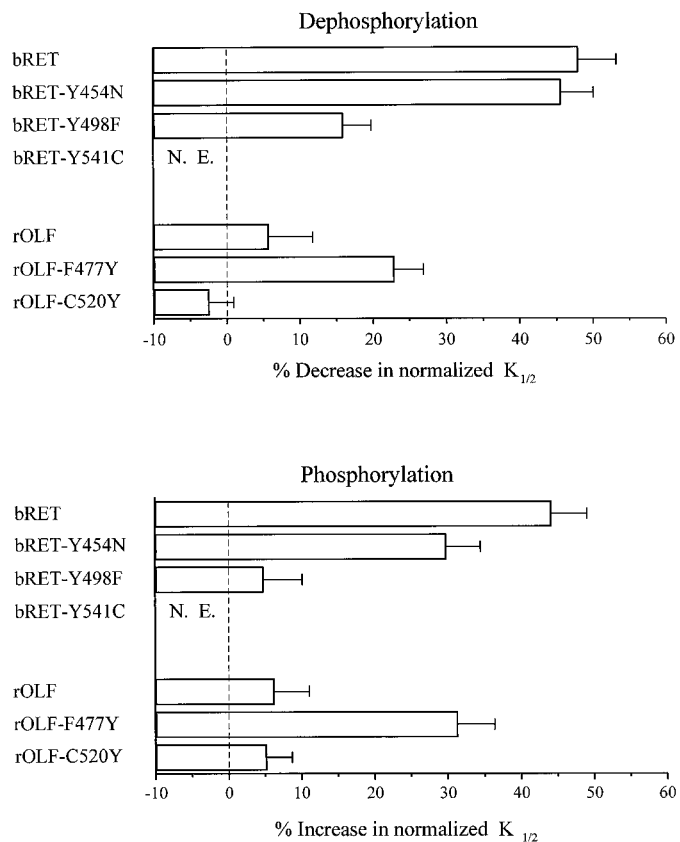 Dephosphorylation
bRET
bRET-Y454N
bRET-Y498F
bRET-Y541C N. E.
rOLF
rOLF-F477Y
rOLF-C520Y
-10 0 10 20 30 40 50 60
% Decrease in normalized K1/2
Phosphorylation
bRET
bRET-Y454N
bRET-Y498F
bRET-Y541C N. E.
rOLF
rOLF-F477Y
rOLF-C520Y
-10 0 10 20 30 40 50 60
% Increase in normalized K1/2